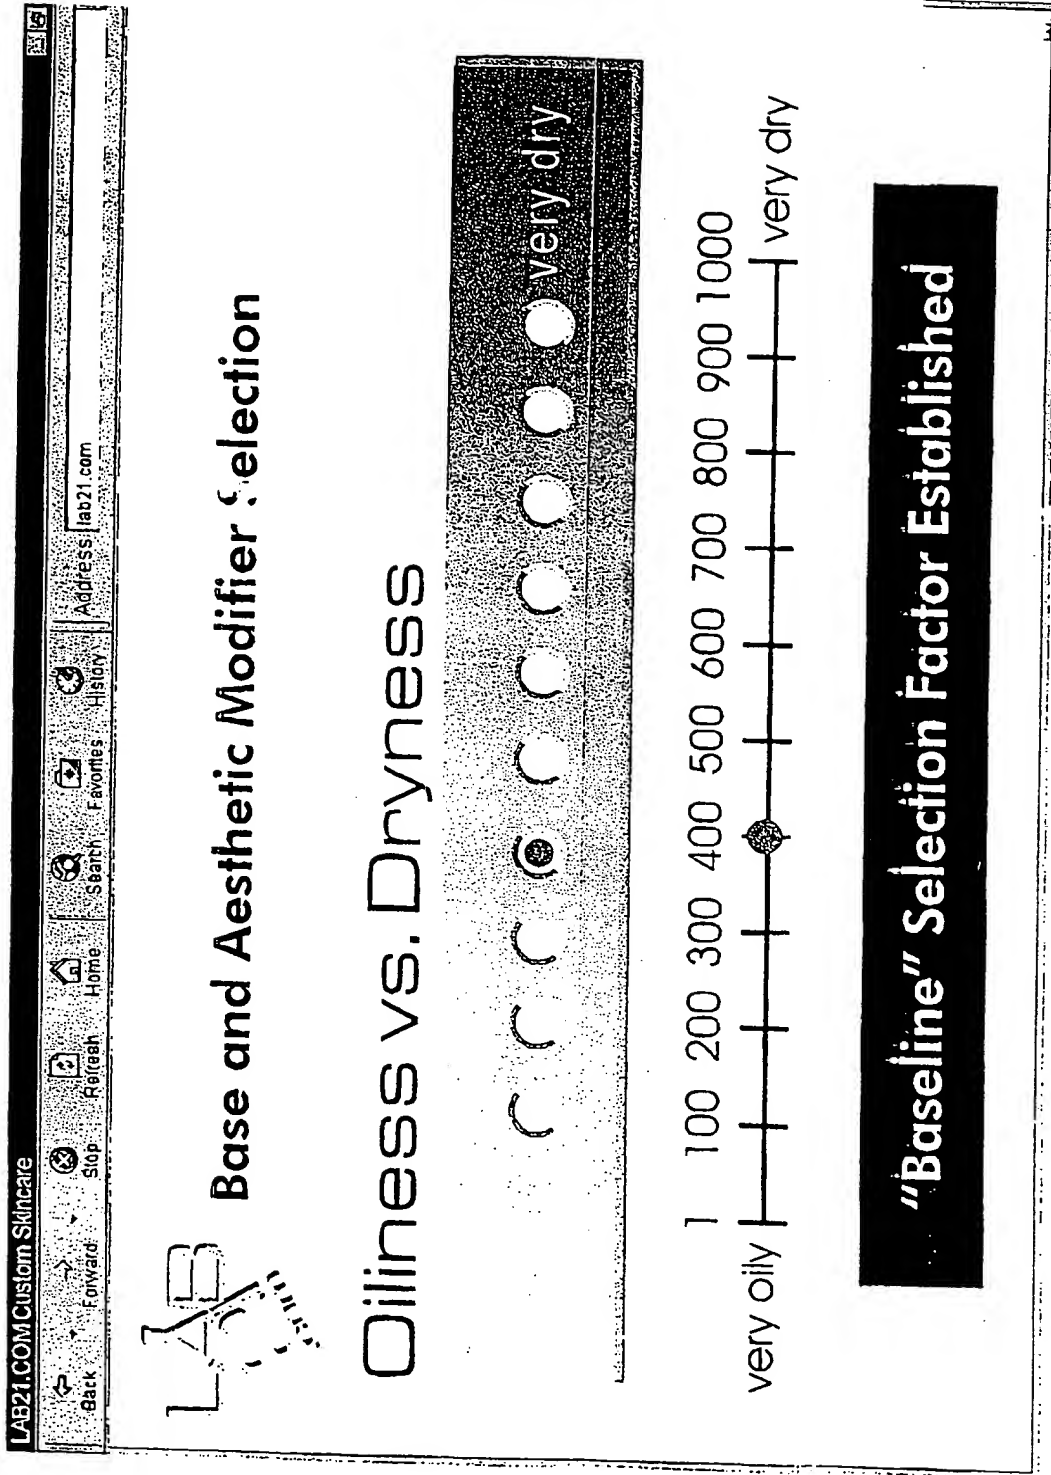 LAB21.COM Custom Skincare
Back Forward Stop Refresh Home Search Favorites History Address lab21.com
LAB
Base and Aesthetic Modifier Selection
Oiliness vs. Dryness
very dry
1 100 200 300 400 500 600 700 800 900 1000
very oily very dry
"Baseline" Selection Factor Established